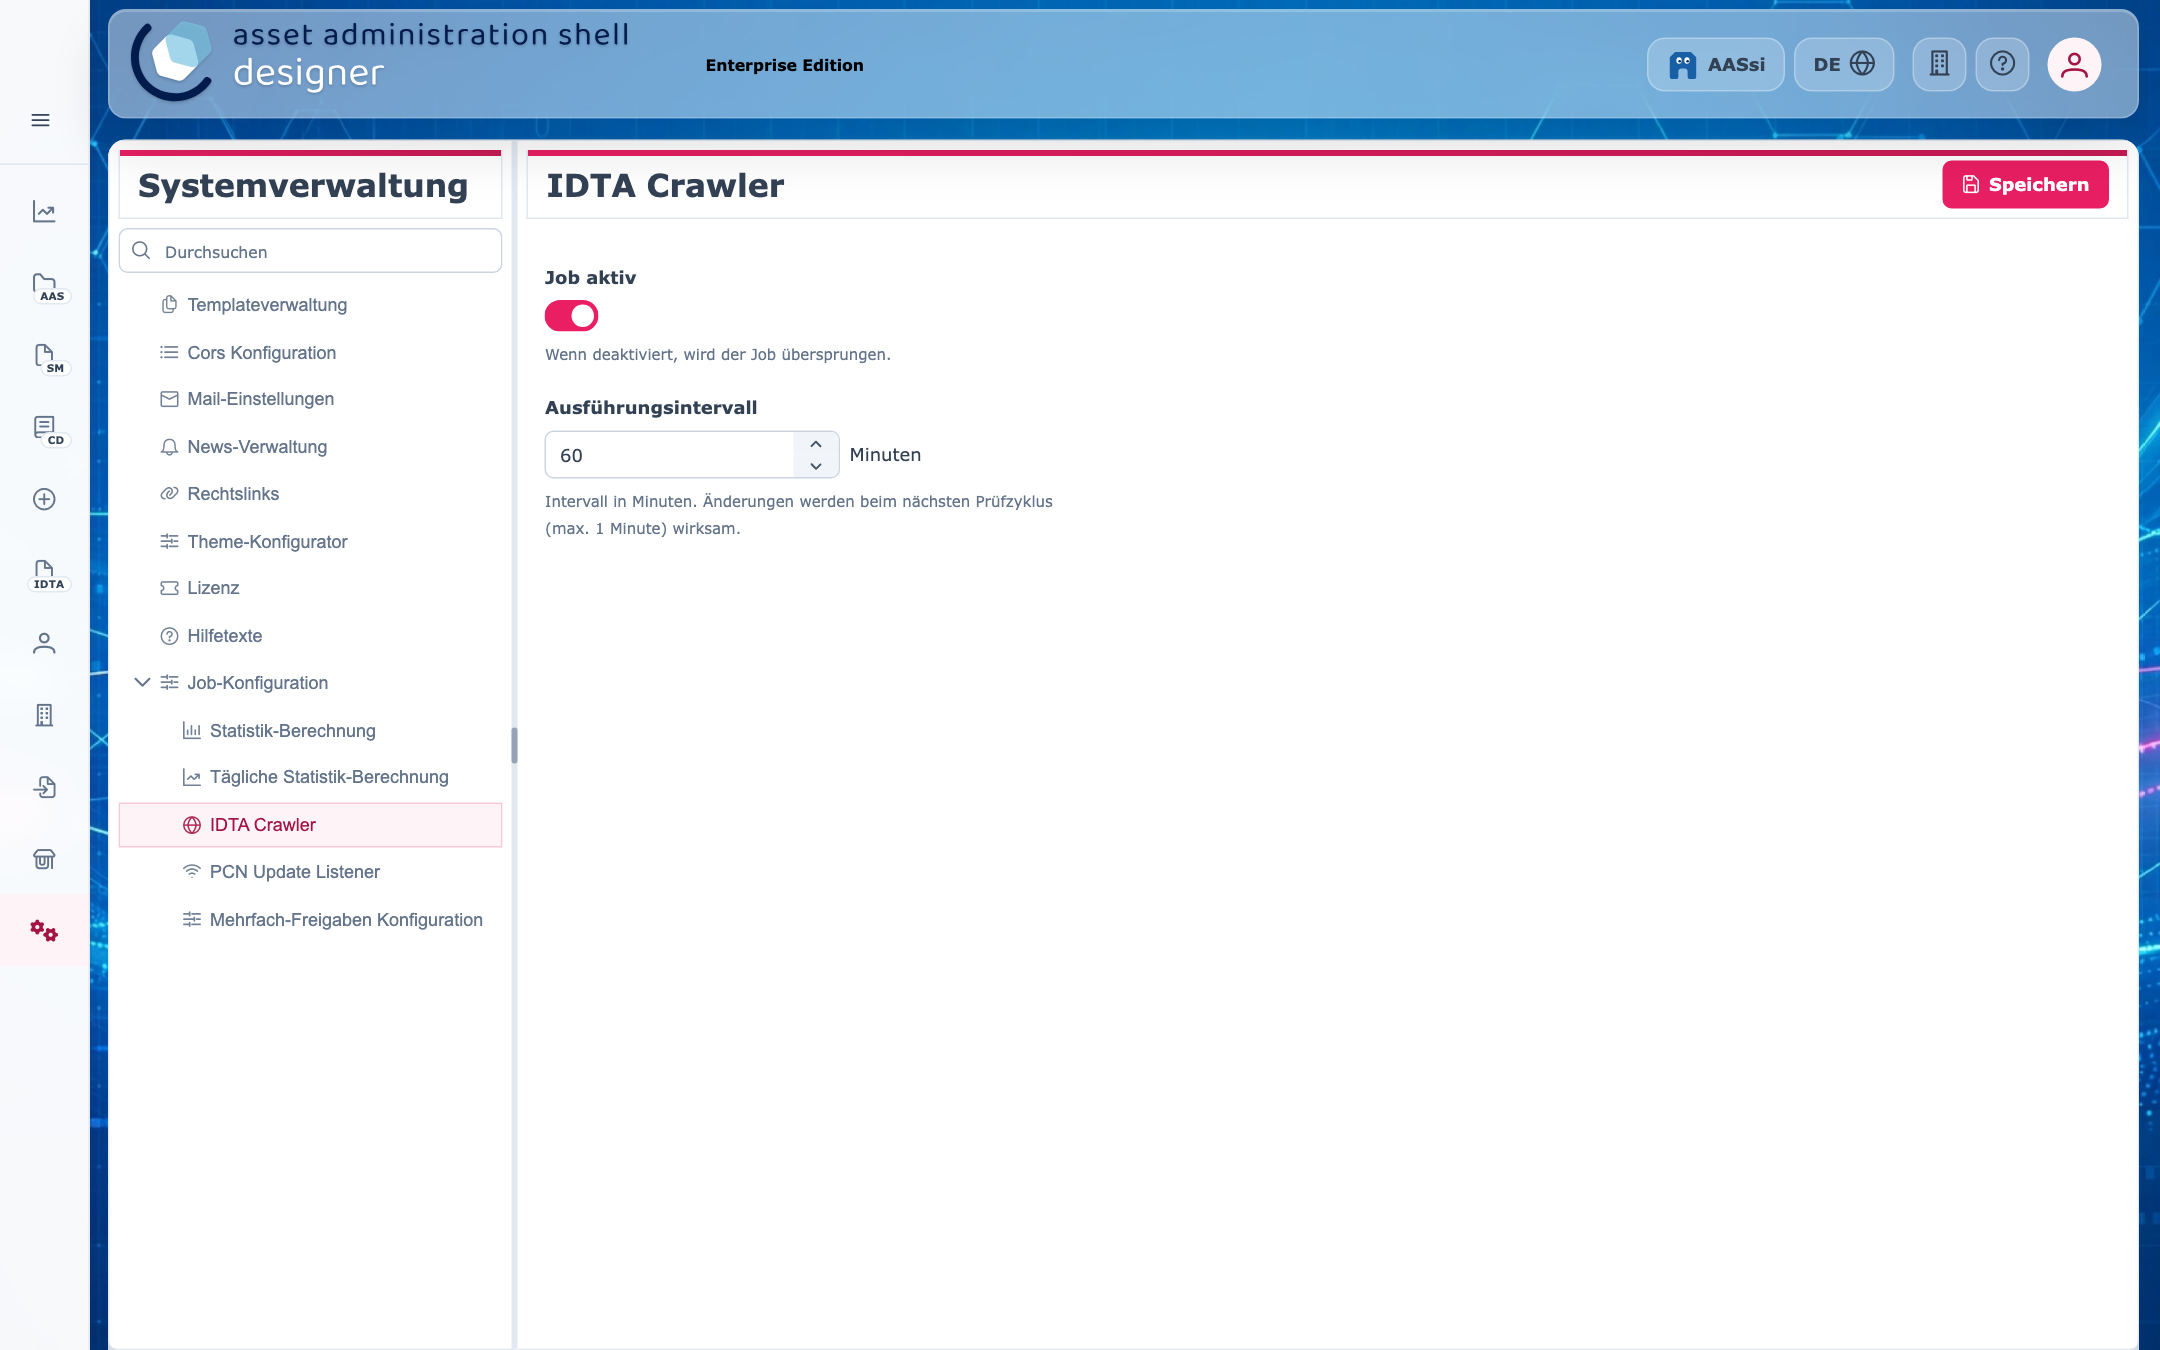 asset administration shell
designer
Enterprise Edition
AASsi
DE
AAS
SM
CD
IDTA
Systemverwaltung
Durchsuchen
Templateverwaltung
Cors Konfiguration
Mail-Einstellungen
News-Verwaltung
Rechtslinks
Theme-Konfigurator
Lizenz
Hilfetexte
Job-Konfiguration
Statistik-Berechnung
Tägliche Statistik-Berechnung
IDTA Crawler
PCN Update Listener
Mehrfach-Freigaben Konfiguration
IDTA Crawler
Speichern
Job aktiv
Wenn deaktiviert, wird der Job übersprungen.
Ausführungsintervall
60
Minuten
Intervall in Minuten. Änderungen werden beim nächsten Prüfzyklus
(max. 1 Minute) wirksam.